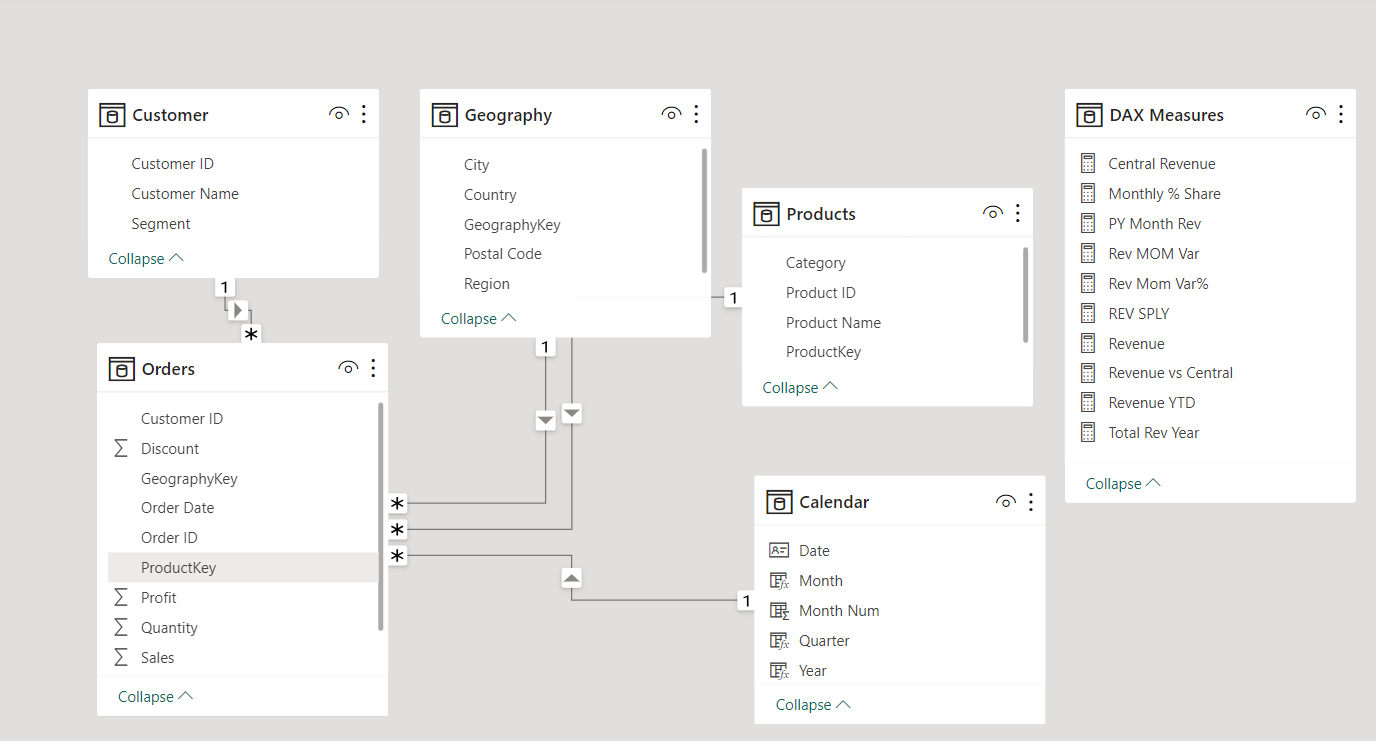 Customer
Customer ID
Customer Name
Segment
Collapse
1
*
Geography
City
Country
GeographyKey
Postal Code
Region
Collapse
1
Products
Category
Product ID
Product Name
ProductKey
Collapse
1
DAX Measures
Central Revenue
Monthly % Share
PY Month Rev
Rev MOM Var
Rev Mom Var%
REV SPLY
Revenue
Revenue vs Central
Revenue YTD
Total Rev Year
Collapse
Orders
Customer ID
Discount
GeographyKey
Order Date
Order ID
ProductKey
Profit
Quantity
Sales
Collapse
*
*
*
Calendar
Date
Month
Month Num
Quarter
Year
Collapse
1